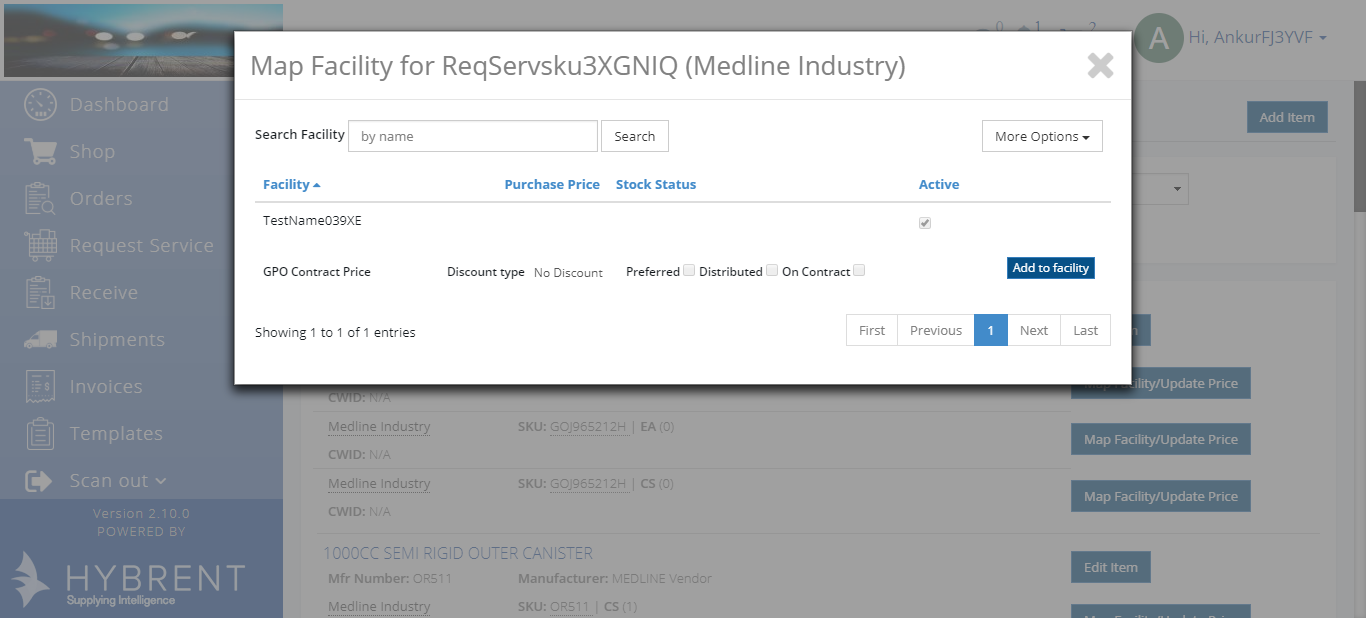 0 1 2
A Hi, AnkurFJ3YVF
Map Facility for ReqServsku3XGNIQ (Medline Industry)
Dashboard
Shop
Orders
Request Service
Receive
Shipments
Invoices
Templates
Scan out
Version 2.10.0
POWERED BY
HYBRENT
Supplying Intelligence
Add Item
Search Facility by name Search More Options
Facility Purchase Price Stock Status Active
TestName039XE
GPO Contract Price Discount type No Discount Preferred Distributed On Contract Add to facility
Showing 1 to 1 of 1 entries First Previous 1 Next Last
Map Facility/Update Price
CWID: N/A
Medline Industry SKU: GOJ965212H | EA (0) Map Facility/Update Price
CWID: N/A
Medline Industry SKU: GOJ965212H | CS (0) Map Facility/Update Price
CWID: N/A
1000CC SEMI RIGID OUTER CANISTER
Mfr Number: OR511 Manufacturer: MEDLINE Vendor Edit Item
Medline Industry SKU: OR511 | CS (1)
Map Facility/Update Price